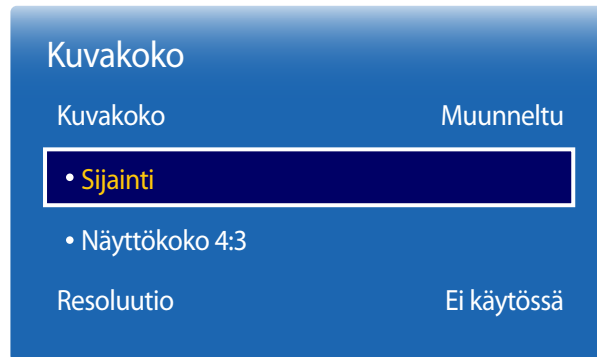 Kuvakoko
Kuvakoko Muunneltu
• Sijainti
• Näyttökoko 4:3
Resoluutio Ei käytössä